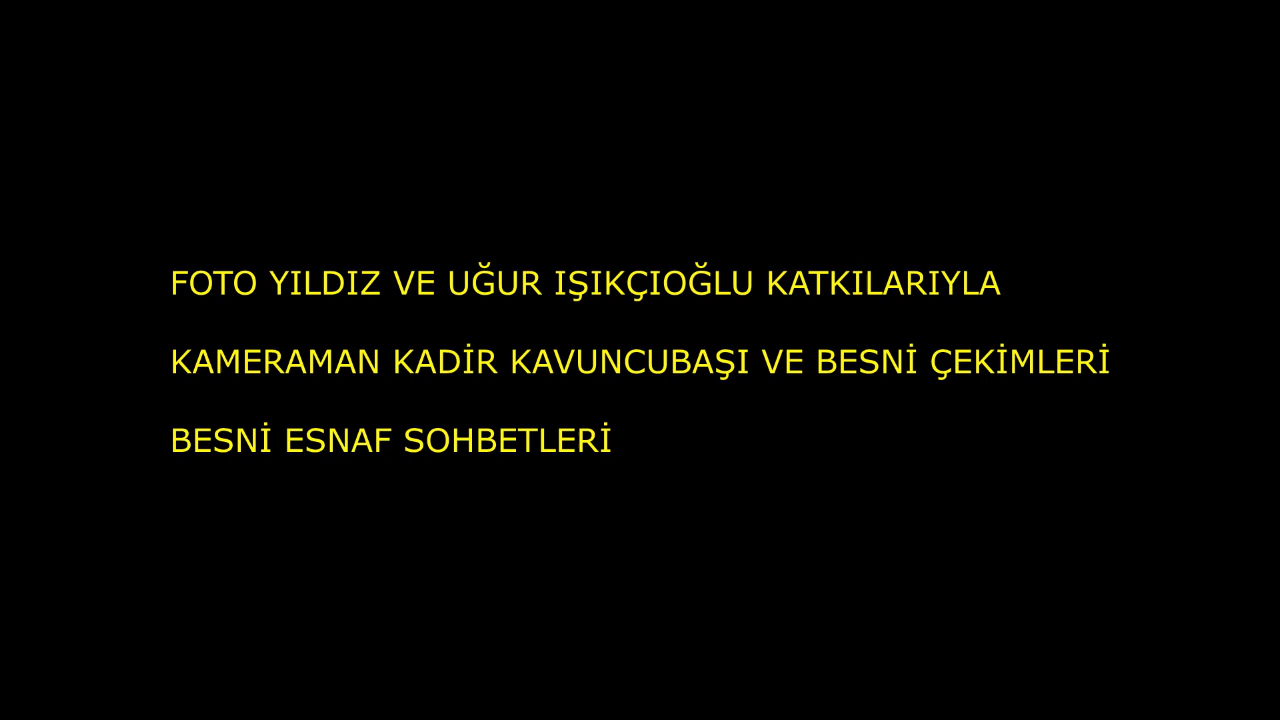 FOTO YILDIZ VE UĞUR IŞIKÇIOĞLU KATKILARIYLA
KAMERAMAN KADİR KAVUNCUBAŞI VE BESNİ ÇEKİMLERİ
BESNİ ESNAF SOHBETLERİ